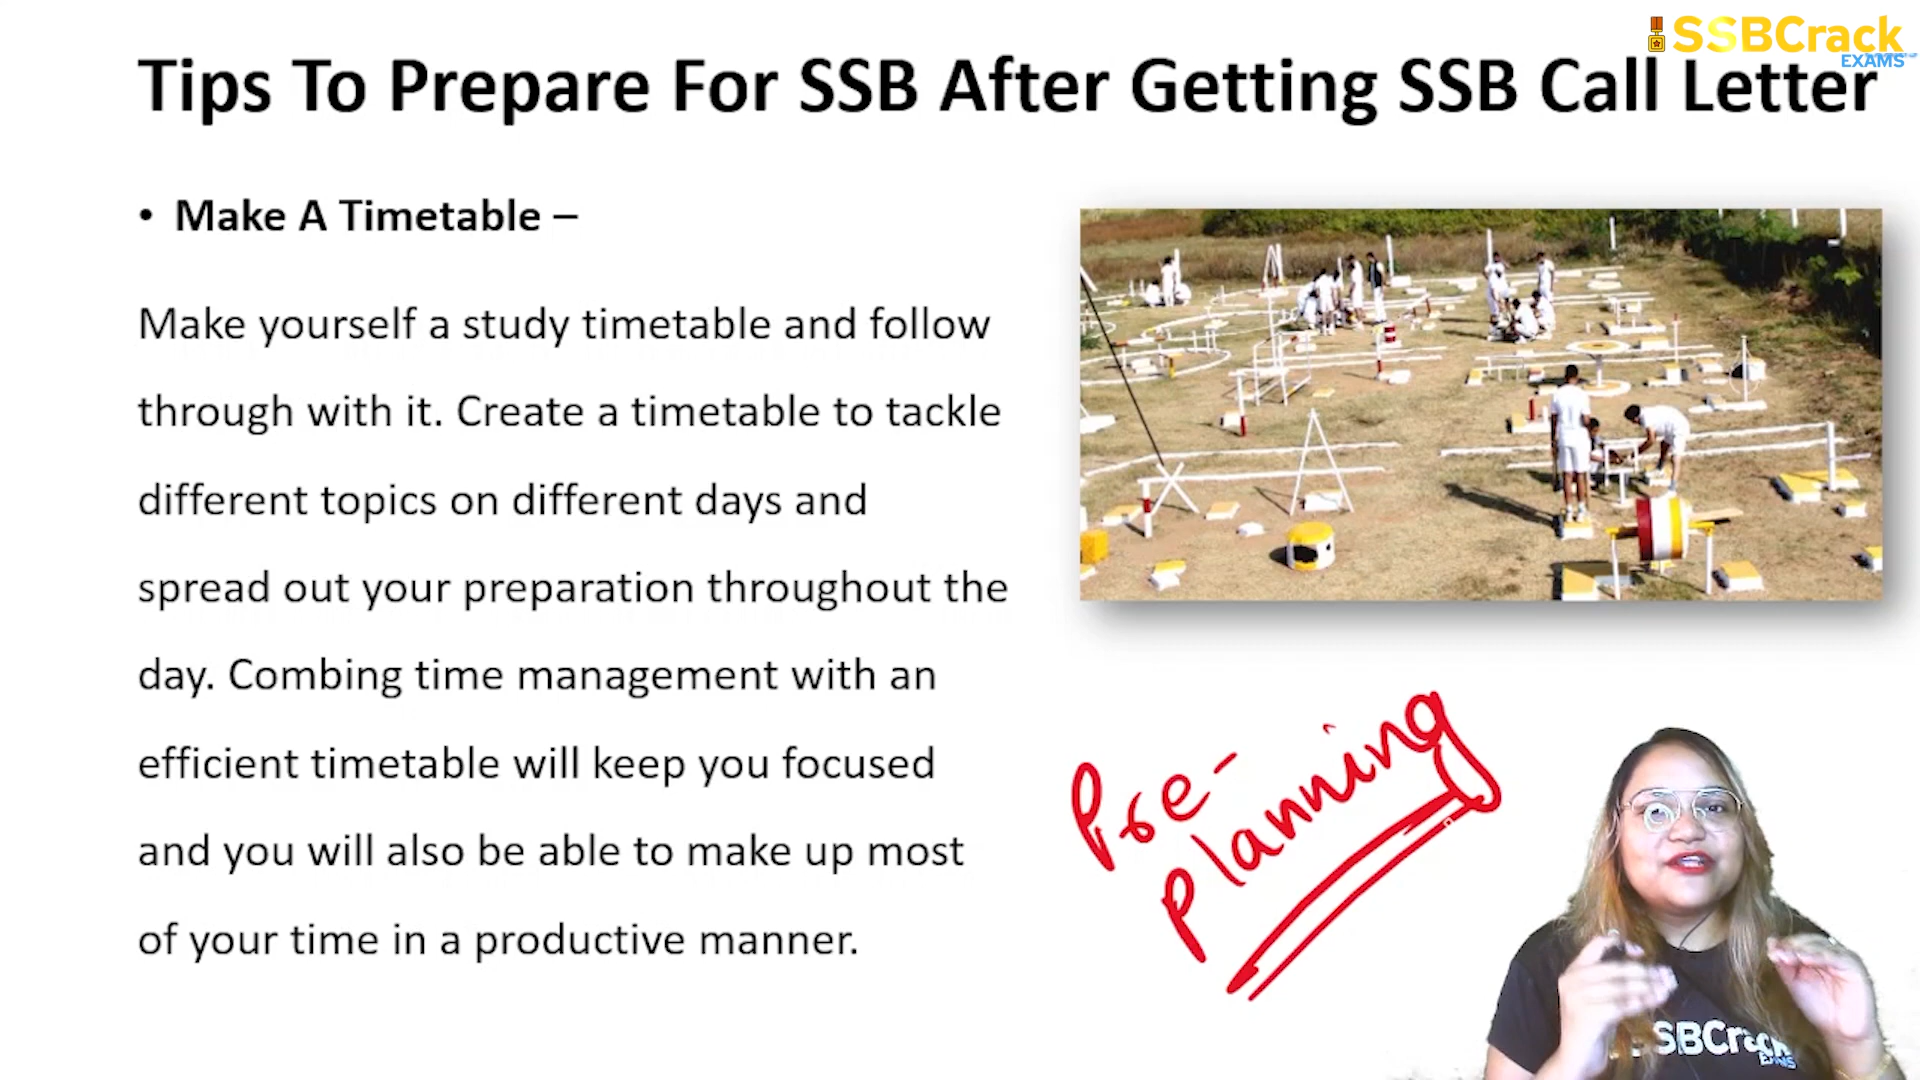 SSBCrack
EXAMS
Tips To Prepare For SSB After Getting SSB Call Letter
• Make A Timetable –
Make yourself a study timetable and follow
through with it. Create a timetable to tackle
different topics on different days and
spread out your preparation throughout the
day. Combing time management with an
efficient timetable will keep you focused
and you will also be able to make up most
of your time in a productive manner.
Pre-
planning
SBCrack
EXAMS